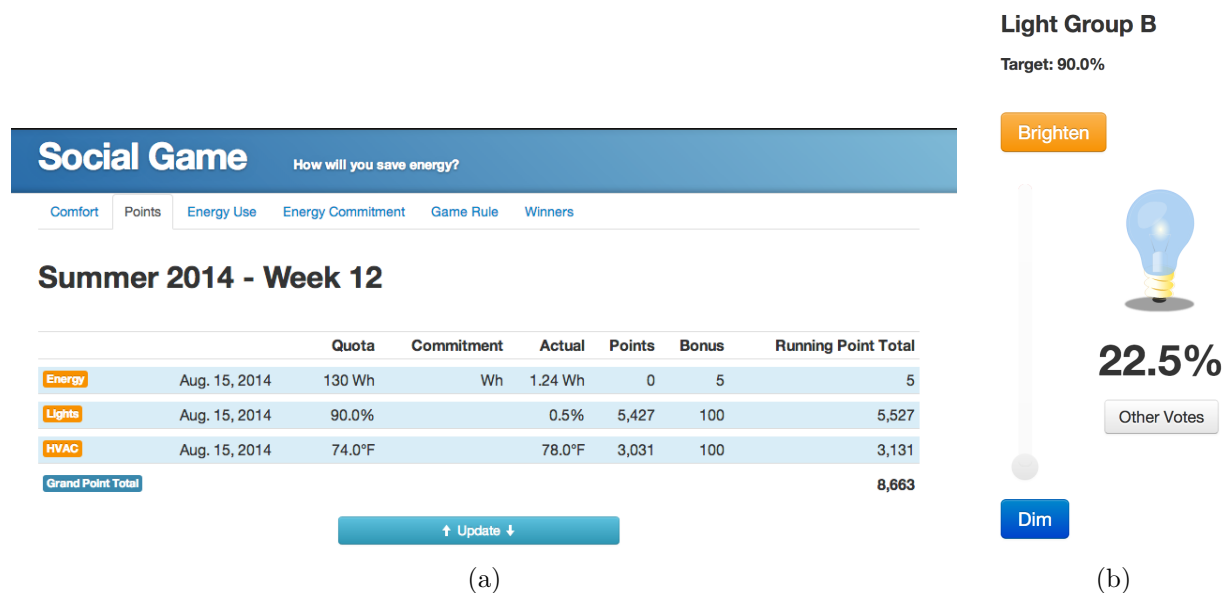 Social Game How will you save energy?
Comfort Points Energy Use Energy Commitment Game Rule Winners
Summer 2014 - Week 12
Quota Commitment Actual Points Bonus Running Point Total
Energy Aug. 15, 2014 130 Wh Wh 1.24 Wh 0 5 5
Lights Aug. 15, 2014 90.0% 0.5% 5,427 100 5,527
HVAC Aug. 15, 2014 74.0°F 78.0°F 3,031 100 3,131
Grand Point Total 8,663
Update
(a)
Light Group B
Target: 90.0%
Brighten
22.5%
Other Votes
Dim
(b)